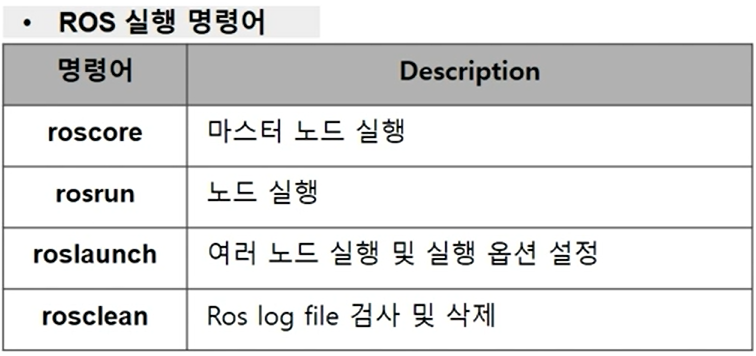 • ROS 실행 명령어
명령어 Description
roscore 마스터 노드 실행
rosrun 노드 실행
roslaunch 여러 노드 실행 및 실행 옵션 설정
rosclean Ros log file 검사 및 삭제